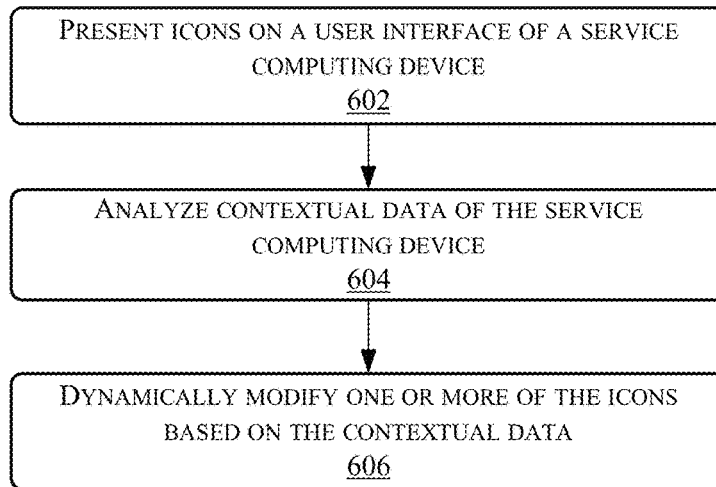 PRESENT ICONS ON A USER INTERFACE OF A SERVICE
COMPUTING DEVICE
602
ANALYZE CONTEXTUAL DATA OF THE SERVICE
COMPUTING DEVICE
604
DYNAMICALLY MODIFY ONE OR MORE OF THE ICONS
BASED ON THE CONTEXTUAL DATA
606